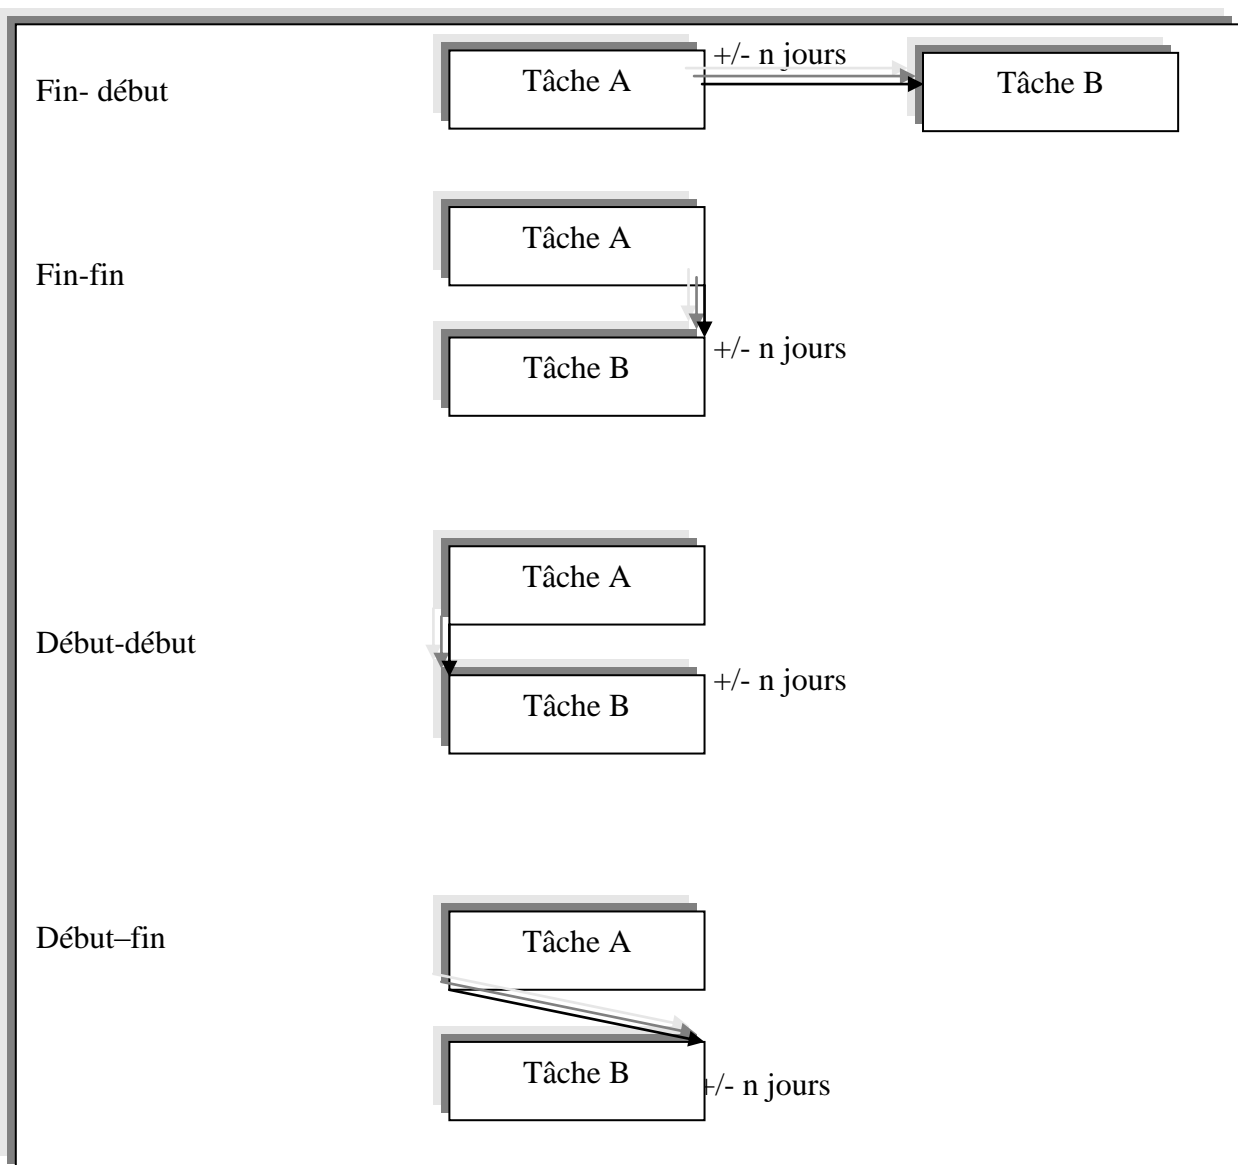 Fin- début
Tâche A
+/- n jours
Tâche B
Fin-fin
Tâche A
Tâche B
+/- n jours
Début-début
Tâche A
Tâche B
+/- n jours
Début–fin
Tâche A
Tâche B
+/- n jours